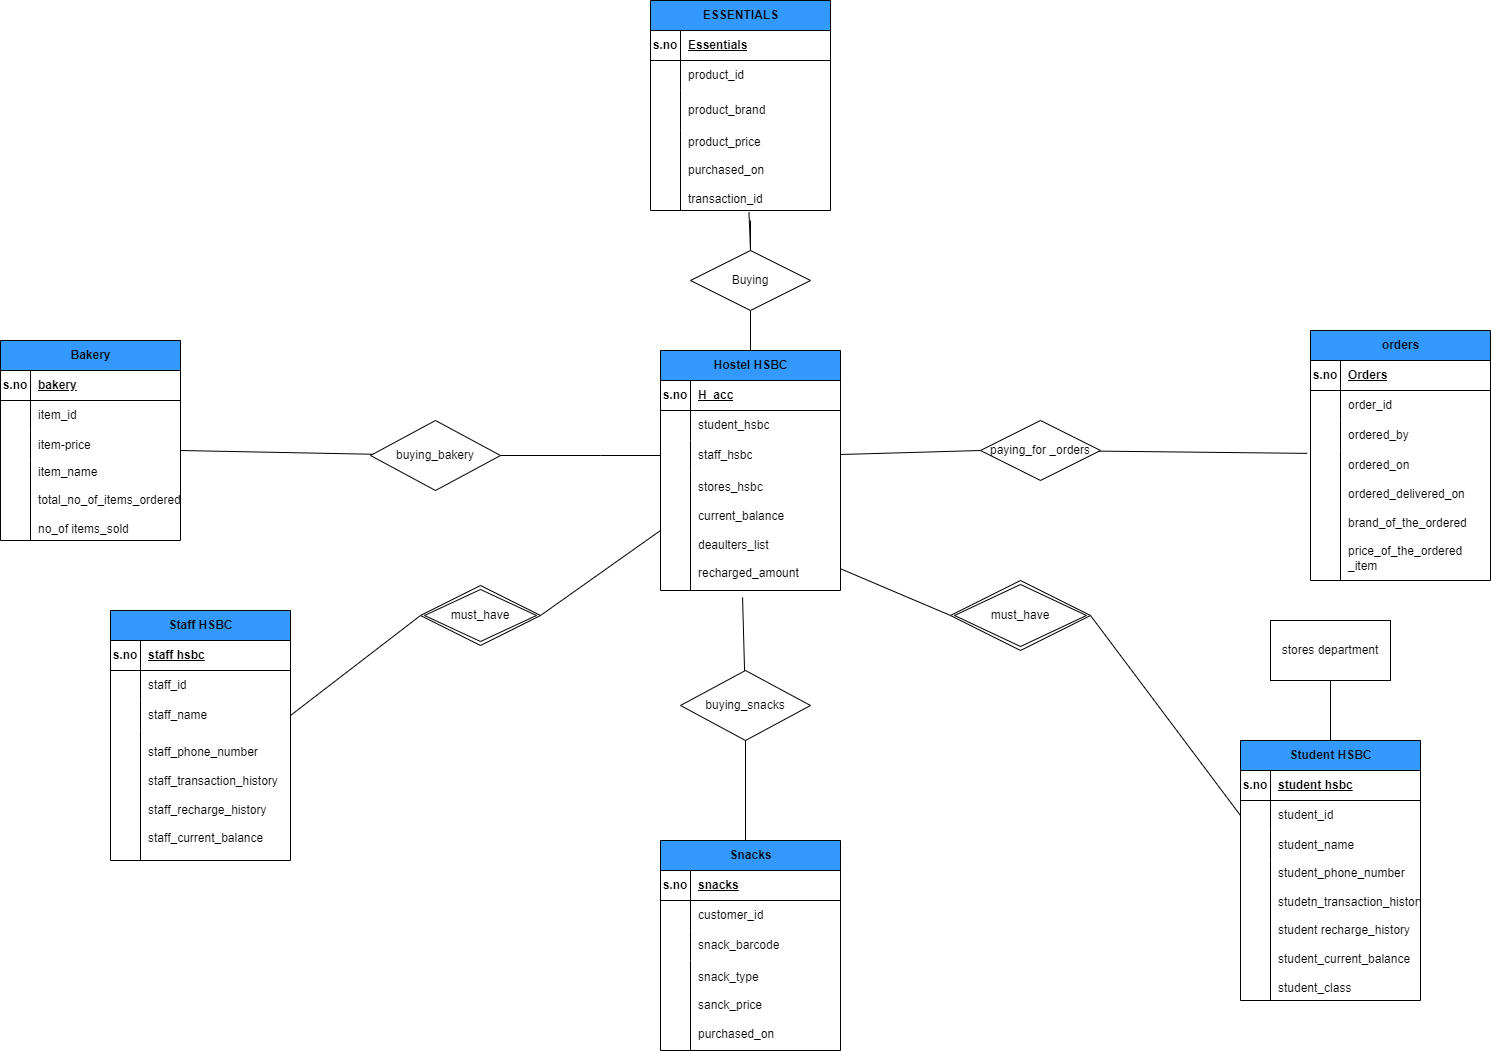 ESSENTIALS
s.no Essentials
product_id
product_brand
product_price
purchased_on
transaction_id
Buying
Bakery
s.no bakery
item_id
item-price
item_name
total_no_of_items_ordered
no_of items_sold
buying_bakery
Hostel HSBC
s.no H_acc
student_hsbc
staff_hsbc
stores_hsbc
current_balance
deaulters_list
recharged_amount
paying_for _orders
orders
s.no Orders
order_id
ordered_by
ordered_on
ordered_delivered_on
brand_of_the_ordered
price_of_the_ordered
_item
must_have
must_have
Staff HSBC
s.no staff hsbc
staff_id
staff_name
staff_phone_number
staff_transaction_history
staff_recharge_history
staff_current_balance
buying_snacks
stores department
Snacks
s.no snacks
customer_id
snack_barcode
snack_type
sanck_price
purchased_on
Student HSBC
s.no student hsbc
student_id
student_name
student_phone_number
studetn_transaction_histor
student recharge_history
student_current_balance
student_class